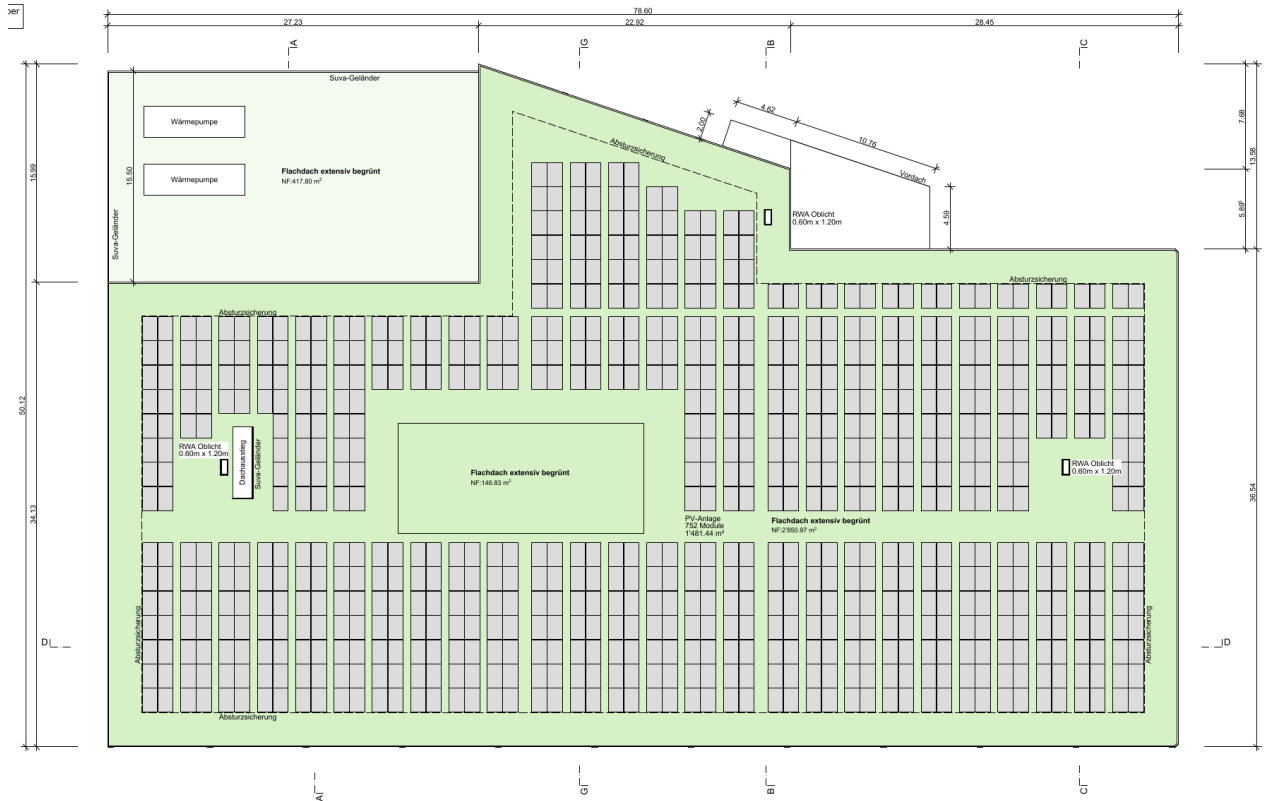 ber
78.60
27.23
22.92
28.45
A
G
B
C
Suva-Geländer
Wärmepumpe
Wärmepumpe
Flachdach extensiv begrünt
NF:417.80 m²
15.50
Suva-Geländer
15.99
50.12
34.13
Absturzsicherung
2.00
4.62
10.76
Vordach
4.59
RWA Oblicht
0.60m x 1.20m
7.68
13.58
5.89⁵
36.54
Absturzsicherung
Absturzsicherung
RWA Oblicht
0.60m x 1.20m
Dachausstieg
Suva-Geländer
Flachdach extensiv begrünt
NF:146.83 m²
PV-Anlage
752 Module
1'481.44 m²
Flachdach extensiv begrünt
NF:2'850.97 m²
RWA Oblicht
0.60m x 1.20m
Absturzsicherung
Absturzsicherung
D
D
Absturzsicherung
A
G
B
C